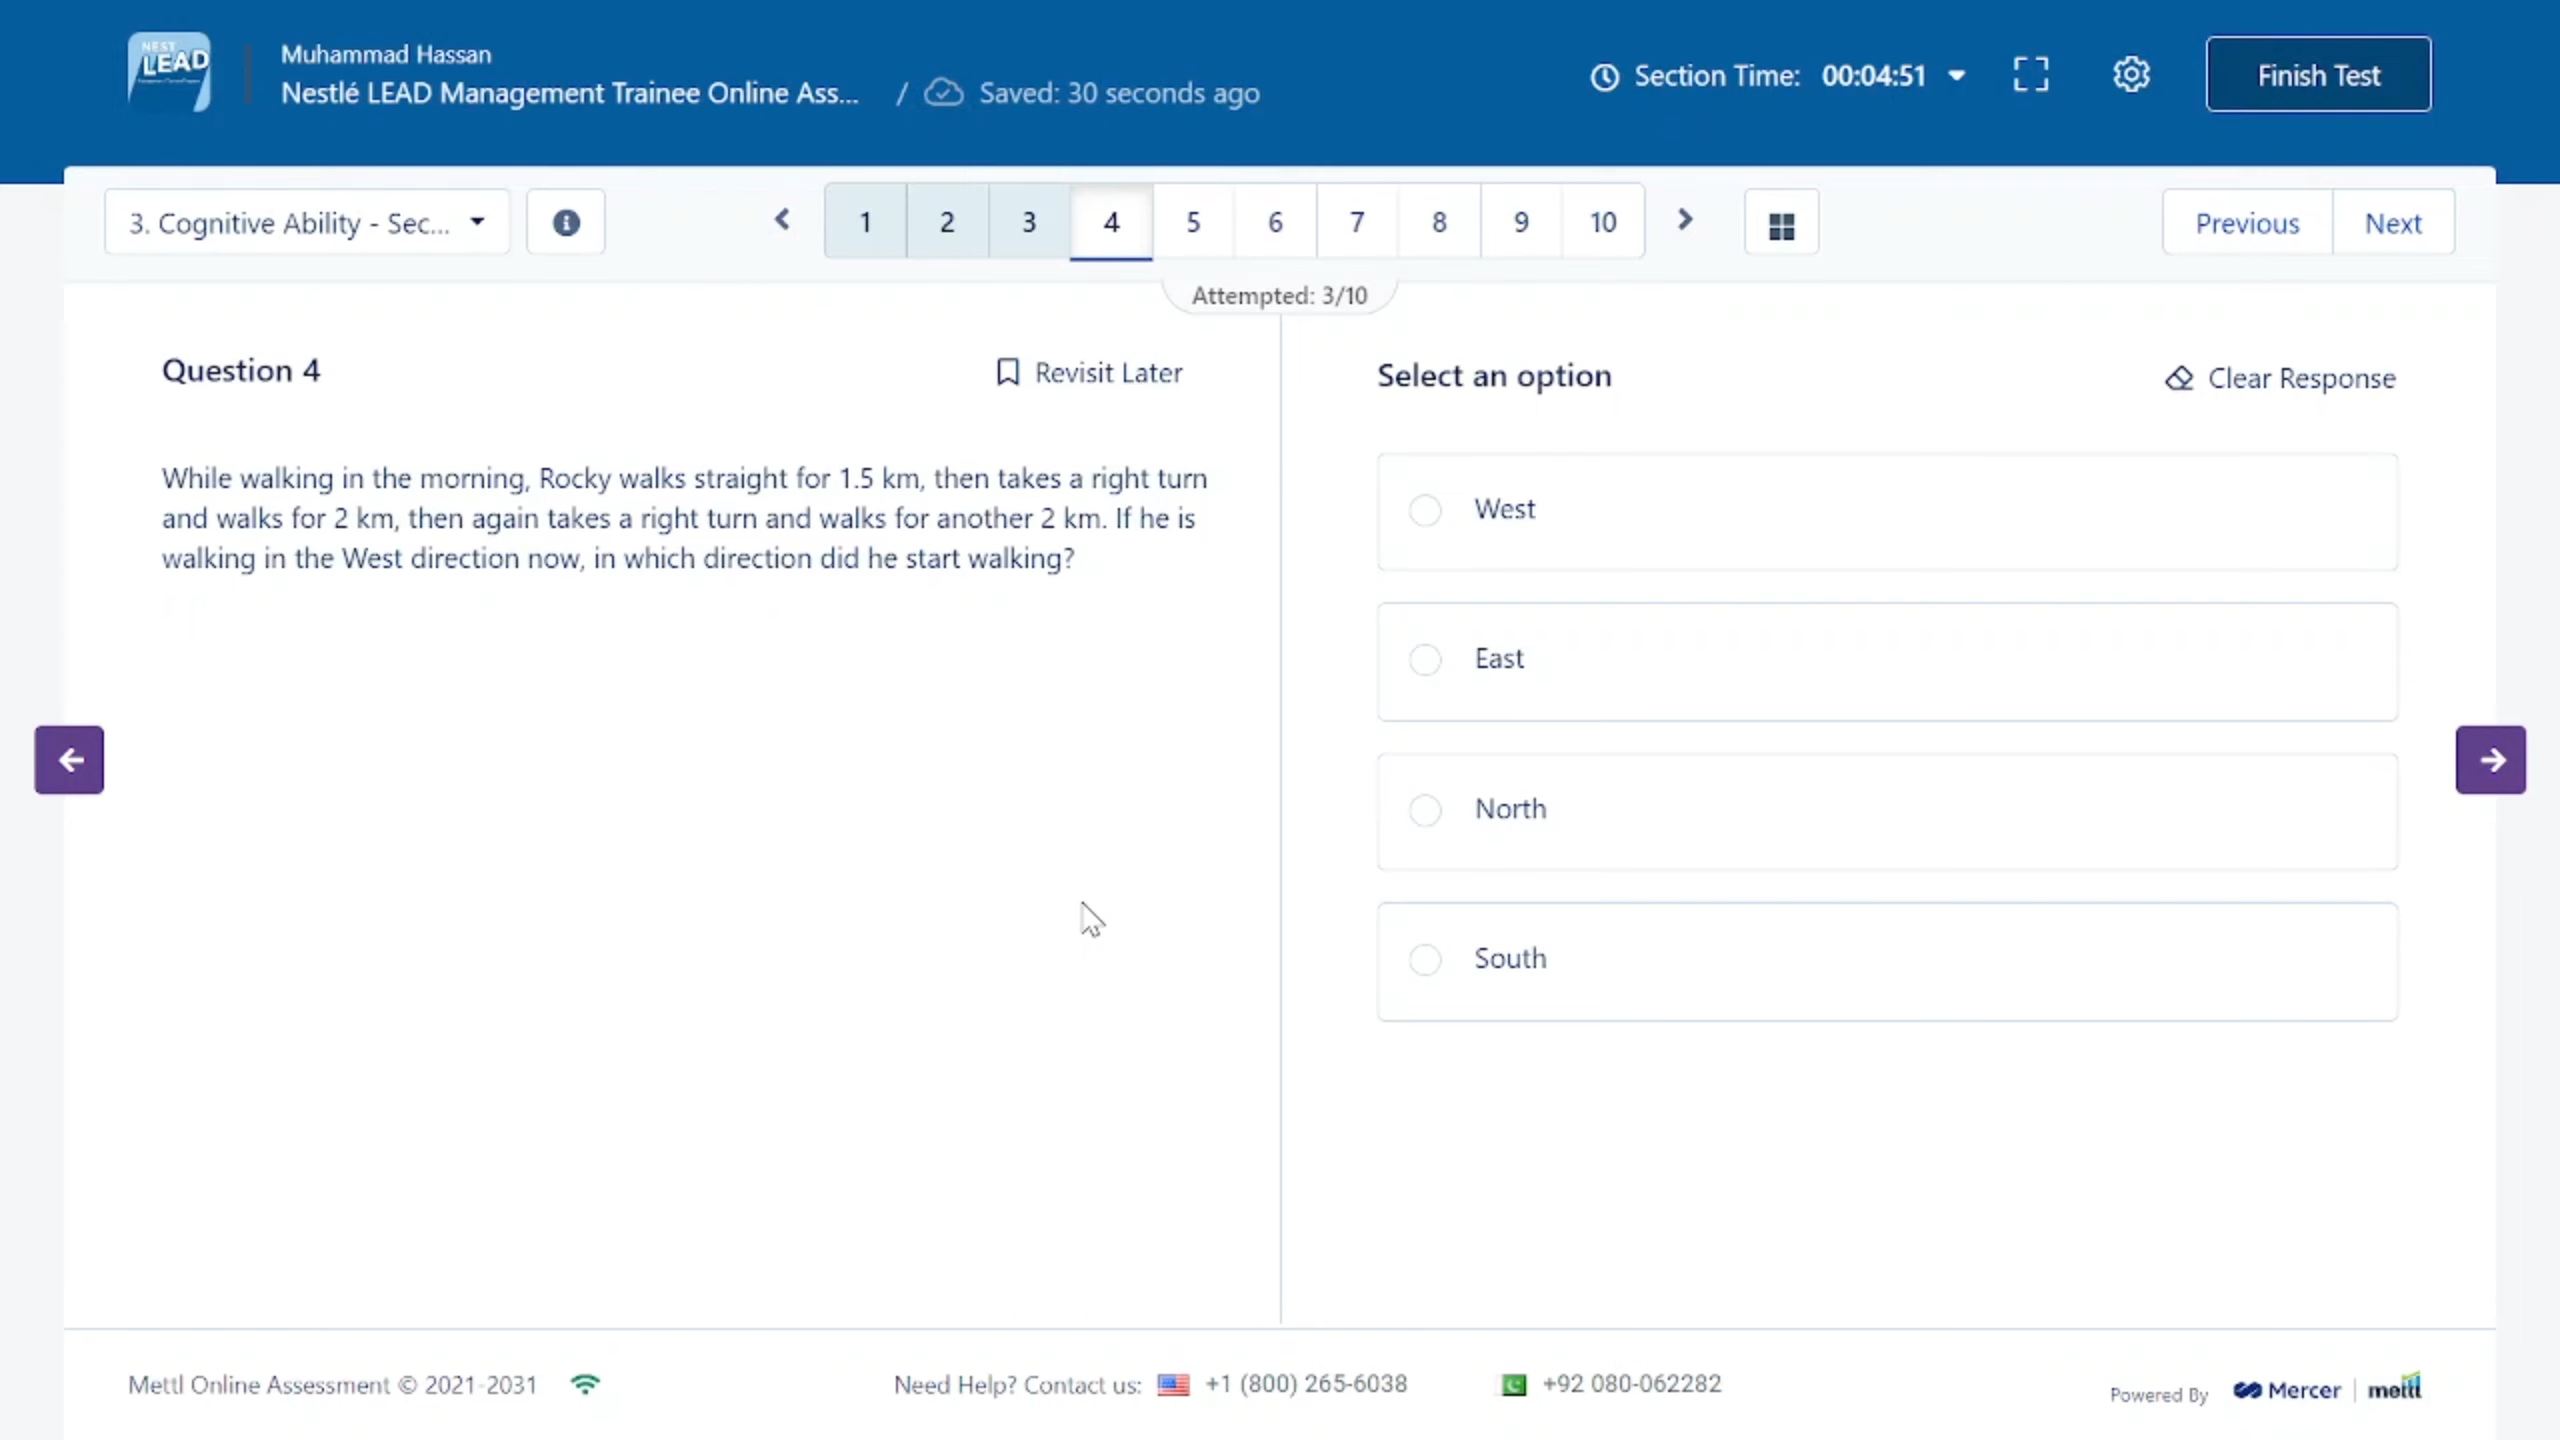 NEST
LEAD
Muhammad Hassan
Nestlé LEAD Management Trainee Online Ass...
/ Saved: 30 seconds ago
Section Time: 00:04:51
Finish Test
3. Cognitive Ability - Sec...
1 2 3 4 5 6 7 8 9 10
Previous Next
Attempted: 3/10
Question 4
Revisit Later
While walking in the morning, Rocky walks straight for 1.5 km, then takes a right turn
and walks for 2 km, then again takes a right turn and walks for another 2 km. If he is
walking in the West direction now, in which direction did he start walking?
Select an option
Clear Response
West
East
North
South
Mettl Online Assessment © 2021-2031
Need Help? Contact us: +1 (800) 265-6038 +92 080-062282
Powered By Mercer | mettl